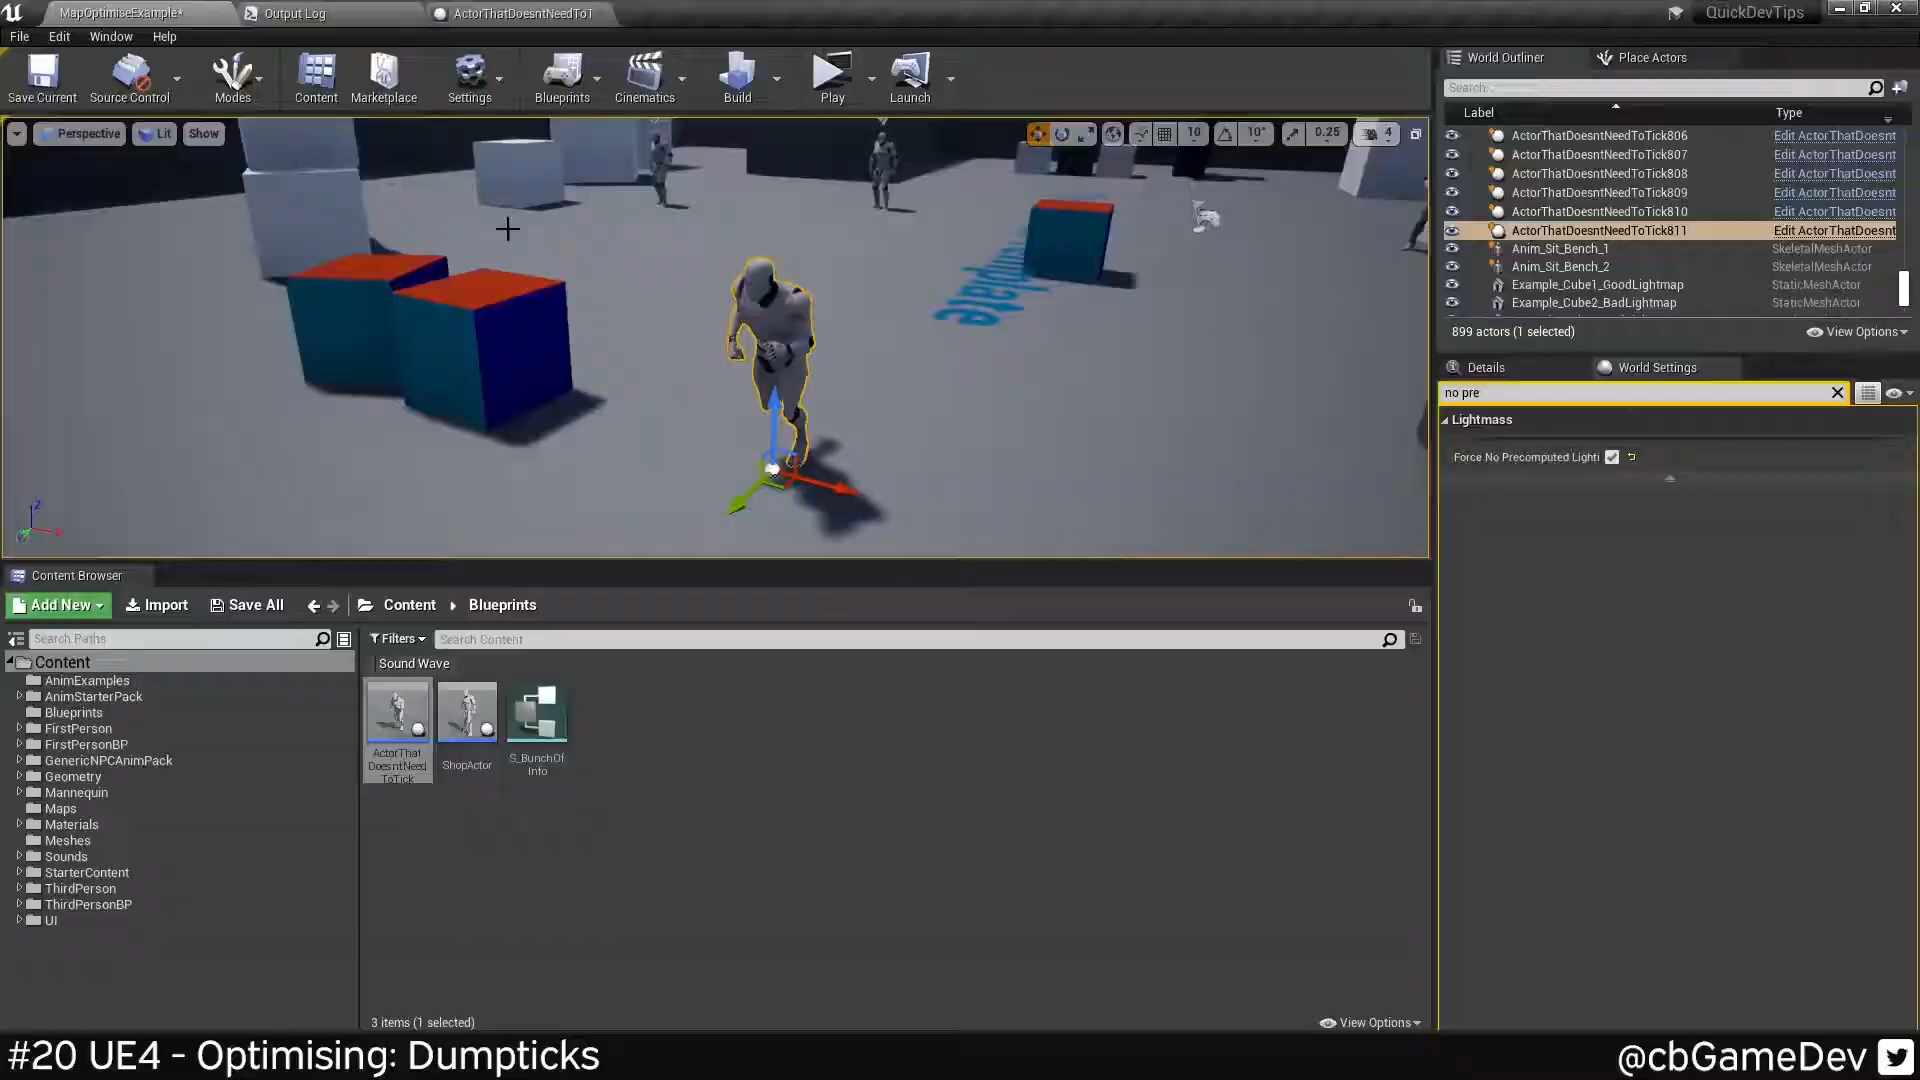 MapOptimiseExample*
Output Log
ActorThatDoesntNeedTo1
QuickDevTips
File Edit Window Help
Save Current
Source Control
Modes
Content
Marketplace
Settings
Blueprints
Cinematics
Build
Play
Launch
Perspective
Lit
Show
10
10°
0.25
4
World Outliner
Place Actors
Search...
Label
Type
ActorThatDoesntNeedToTick806 Edit ActorThatDoesnt
ActorThatDoesntNeedToTick807 Edit ActorThatDoesnt
ActorThatDoesntNeedToTick808 Edit ActorThatDoesnt
ActorThatDoesntNeedToTick809 Edit ActorThatDoesnt
ActorThatDoesntNeedToTick810 Edit ActorThatDoesnt
ActorThatDoesntNeedToTick811 Edit ActorThatDoesnt
Anim_Sit_Bench_1 SkeletalMeshActor
Anim_Sit_Bench_2 SkeletalMeshActor
Example_Cube1_GoodLightmap StaticMeshActor
Example_Cube2_BadLightmap StaticMeshActor
899 actors (1 selected)
View Options
Details
World Settings
no pre
Lightmass
Force No Precomputed Lighti
Z
X
Content Browser
Add New
Import
Save All
Content
Blueprints
Search Paths
Filters
Search Content
Sound Wave
Content
AnimExamples
AnimStarterPack
Blueprints
FirstPerson
FirstPersonBP
GenericNPCAnimPack
Geometry
Mannequin
Maps
Materials
Meshes
Sounds
StarterContent
ThirdPerson
ThirdPersonBP
UI
ActorThat
DoesntNeed
ToTick
ShopActor
S_BunchOf
Info
3 items (1 selected)
View Options
#20 UE4 - Optimising: Dumpticks
@cbGameDev